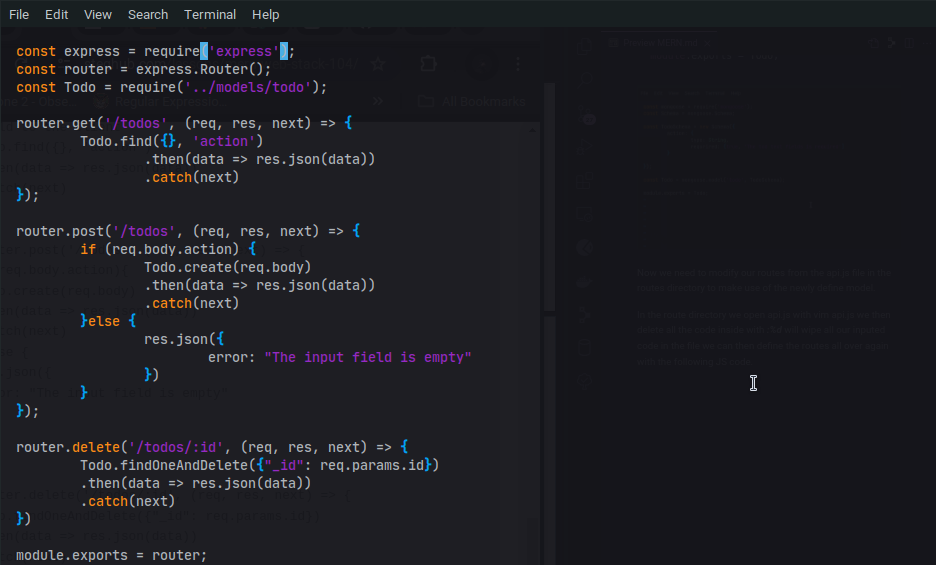 File Edit View Search Terminal Help
const express = require('express');
const router = express.Router();
const Todo = require('../models/todo');
router.get('/todos', (req, res, next) => {
        Todo.find({}, 'action')
                .then(data => res.json(data))
                .catch(next)
});
router.post('/todos', (req, res, next) => {
        if (req.body.action) {
                Todo.create(req.body)
                .then(data => res.json(data))
                .catch(next)
        }else {
                res.json({
                        error: "The input field is empty"
                })
        }
});
router.delete('/todos/:id', (req, res, next) => {
        Todo.findOneAndDelete({"_id": req.params.id})
        .then(data => res.json(data))
        .catch(next)
})
module.exports = router;
All Bookmarks